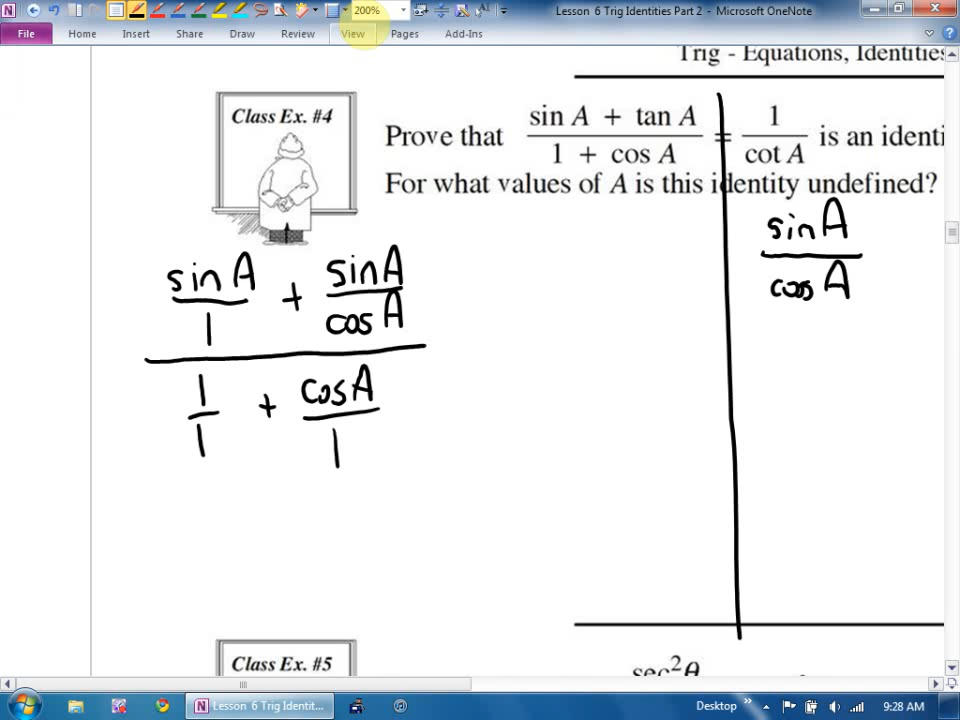 200%
Lesson 6 Trig Identities Part 2 - Microsoft OneNote
File Home Insert Share Draw Review View Pages Add-Ins
Trig - Equations, Identities
Class Ex. #4
Prove that sin A + tan A / 1 + cos A = 1 / cot A is an identi
For what values of A is this identity undefined?
sin A
cos A
sin A / 1 + sin A / cos A
1 / 1 + cos A / 1
Class Ex. #5
sec²θ
Lesson 6 Trig Identit...
Desktop
9:28 AM